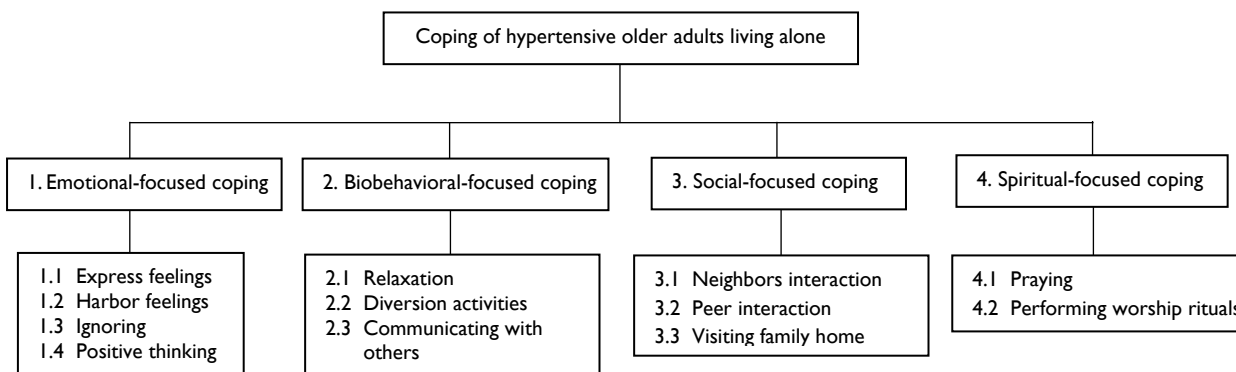 Coping of hypertensive older adults living alone
1. Emotional-focused coping
2. Biobehavioral-focused coping
3. Social-focused coping
4. Spiritual-focused coping
1.1 Express feelings
1.2 Harbor feelings
1.3 Ignoring
1.4 Positive thinking
2.1 Relaxation
2.2 Diversion activities
2.3 Communicating with
others
3.1 Neighbors interaction
3.2 Peer interaction
3.3 Visiting family home
4.1 Praying
4.2 Performing worship rituals